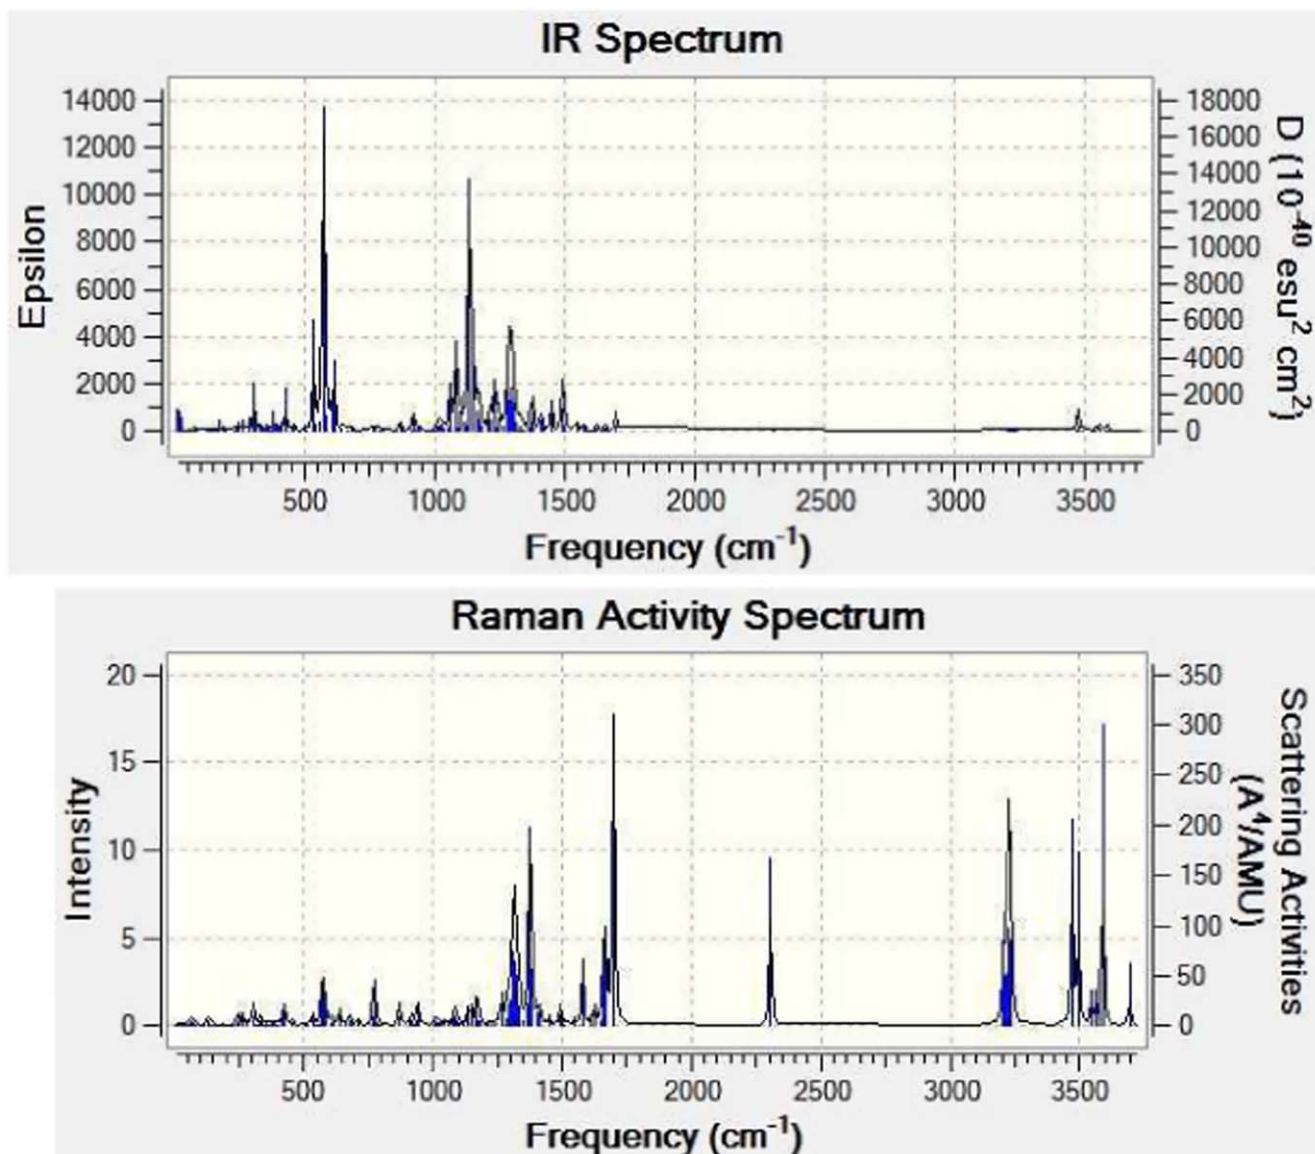 IR Spectrum
14000
12000
10000
8000
6000
4000
2000
0
Epsilon
18000
16000
14000
12000
10000
8000
6000
4000
2000
0
D (10⁻⁴⁰ esu² cm²)
500 1000 1500 2000 2500 3000 3500
Frequency (cm⁻¹)
Raman Activity Spectrum
20
15
10
5
0
Intensity
350
300
250
200
150
100
50
0
Scattering Activities
(A⁴/AMU)
500 1000 1500 2000 2500 3000 3500
Frequency (cm⁻¹)